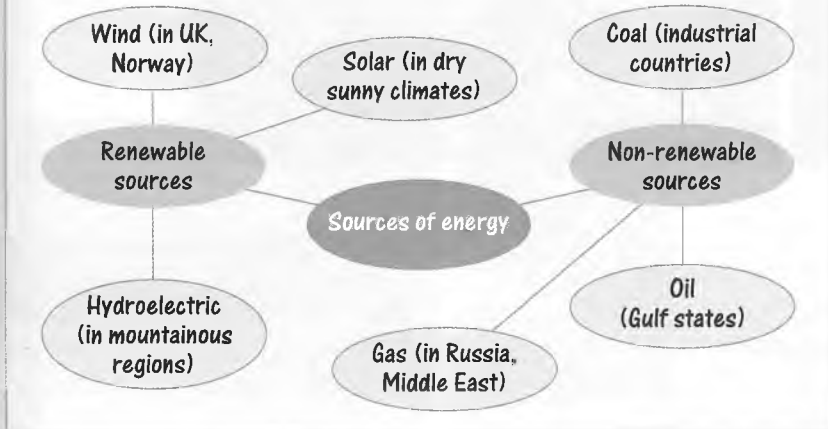 Wind (in UK,
Norway)
Solar (in dry
sunny climates)
Coal (industrial
countries)
Renewable
sources
Non-renewable
sources
Sources of energy
Hydroelectric
(in mountainous
regions)
Gas (in Russia,
Middle East)
Oil
(Gulf states)